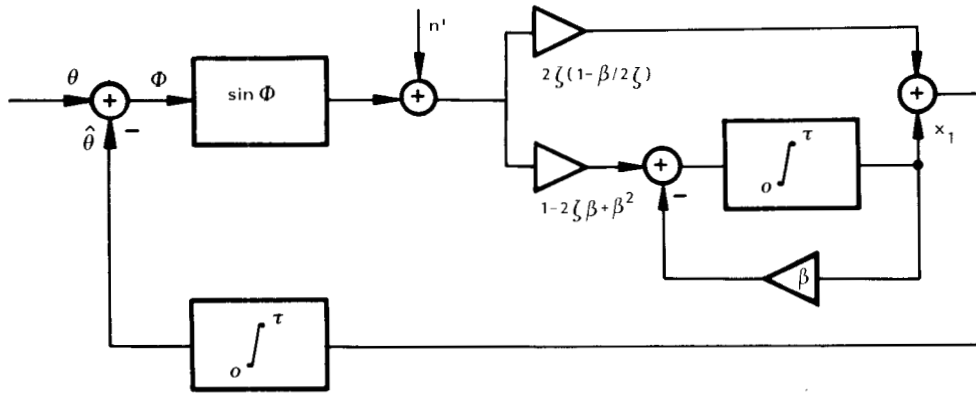 n'
θ
Φ
sin Φ
+
+
−
θ̂
2ζ(1-β/2ζ)
+
x₁
1-2ζβ+β²
+
−
∫ τ
o
β
∫ τ
o